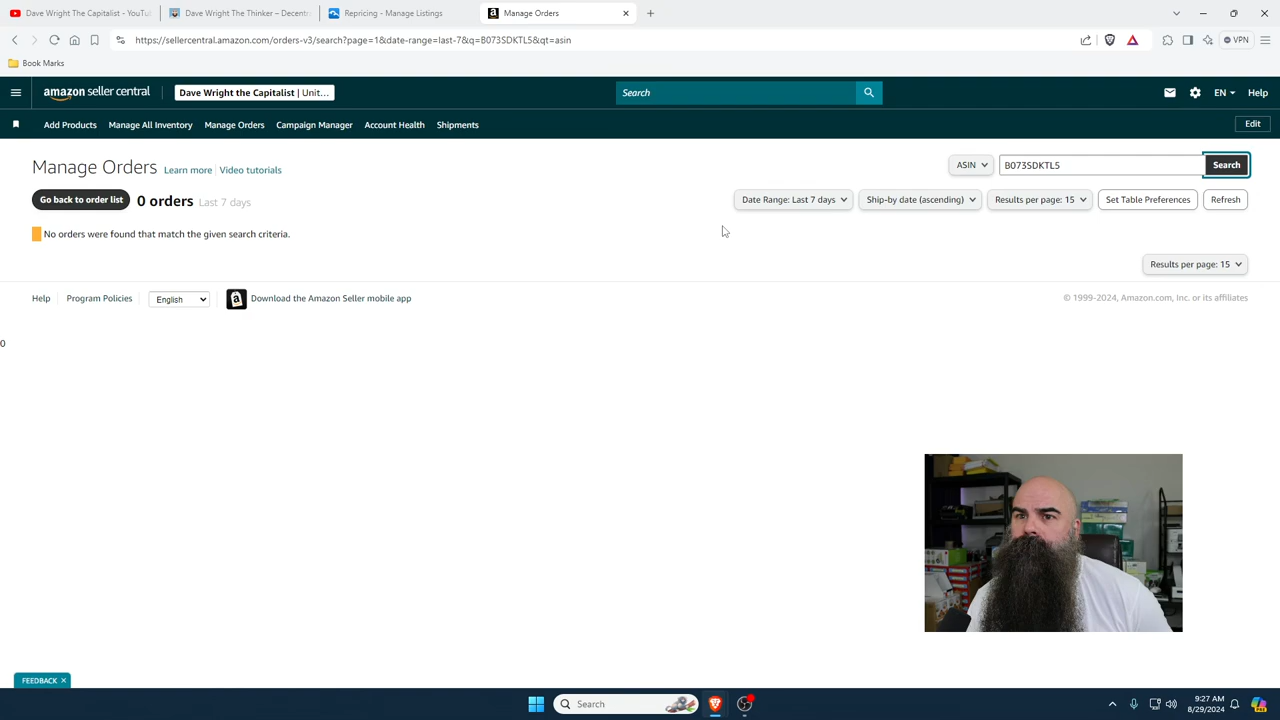 Dave Wright The Capitalist - YouTu
Dave Wright The Thinker – Decentr
Repricing - Manage Listings
Manage Orders
https://sellercentral.amazon.com/orders-v3/search?page=1&date-range=last-7&q=B073SDKTL5&qt=asin
VPN
Book Marks
amazon seller central
Dave Wright the Capitalist | Unit...
Search
EN
Help
Add Products
Manage All Inventory
Manage Orders
Campaign Manager
Account Health
Shipments
Edit
Manage Orders
Learn more
Video tutorials
ASIN
B073SDKTL5
Search
Go back to order list
0 orders
Last 7 days
Date Range: Last 7 days
Ship-by date (ascending)
Results per page: 15
Set Table Preferences
Refresh
No orders were found that match the given search criteria.
Results per page: 15
Help
Program Policies
English
Download the Amazon Seller mobile app
© 1999-2024, Amazon.com, Inc. or its affiliates
0
FEEDBACK
Search
9:27 AM
8/29/2024